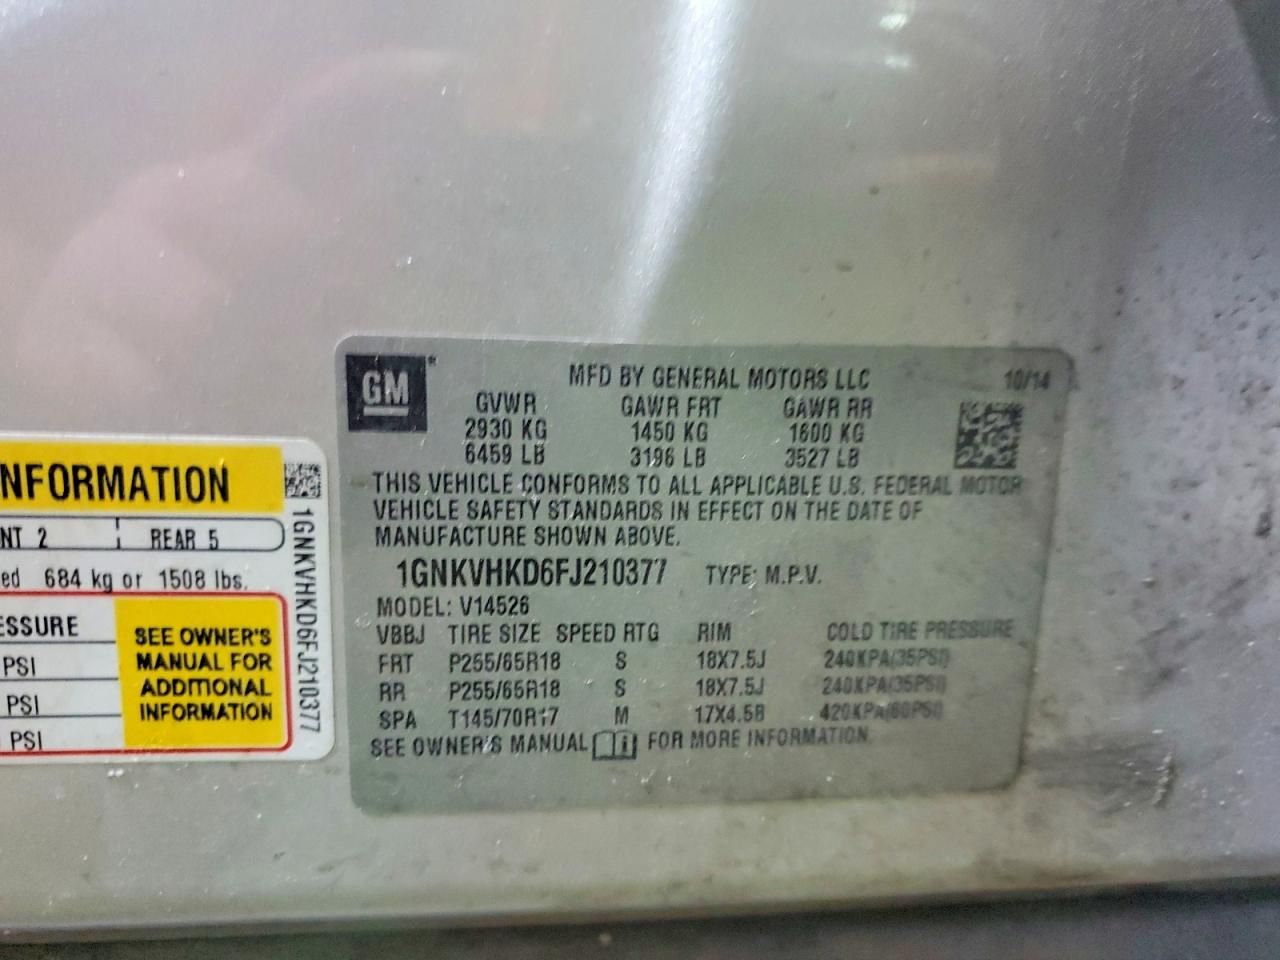 GM
MFD BY GENERAL MOTORS LLC 10/14
GVWR GAWR FRT GAWR RR
2930 KG 1450 KG 1600 KG
6459 LB 3196 LB 3527 LB
THIS VEHICLE CONFORMS TO ALL APPLICABLE U.S. FEDERAL MOTOR
VEHICLE SAFETY STANDARDS IN EFFECT ON THE DATE OF
MANUFACTURE SHOWN ABOVE.
1GNKVHKD6FJ210377 TYPE: M.P.V.
MODEL: V14526
VBBJ TIRE SIZE SPEED RTG RIM COLD TIRE PRESSURE
FRT P255/65R18 S 18X7.5J 240KPA(35PSI)
RR P255/65R18 S 18X7.5J 240KPA(35PSI)
SPA T145/70R17 M 17X4.5B 420KPA(60PSI)
SEE OWNER'S MANUAL FOR MORE INFORMATION.
NFORMATION
NT 2 REAR 5
ed 684 kg or 1508 lbs.
ESSURE
PSI
PSI
PSI
SEE OWNER'S
MANUAL FOR
ADDITIONAL
INFORMATION
1GNKVHKD6FJ210377